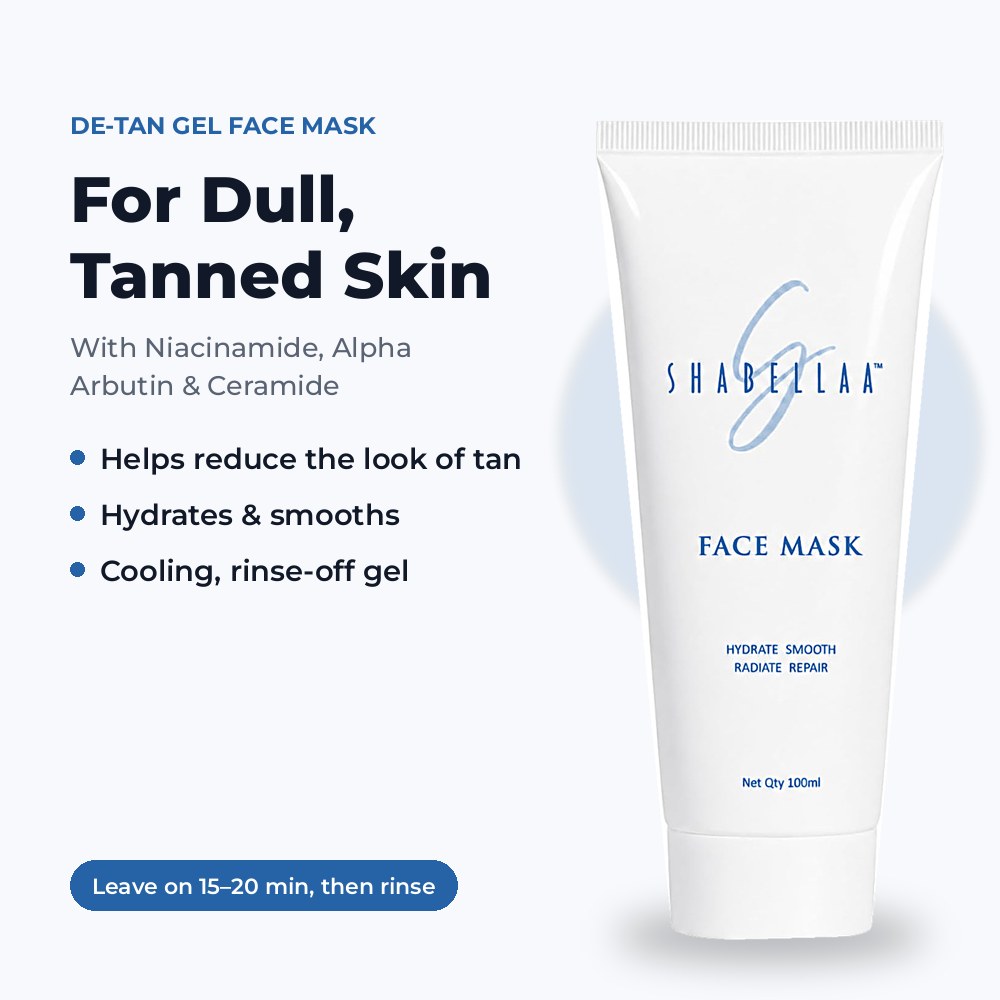 DE-TAN GEL FACE MASK
For Dull,
Tanned Skin
With Niacinamide, Alpha
Arbutin & Ceramide
Helps reduce the look of tan
Hydrates & smooths
Cooling, rinse-off gel
Leave on 15–20 min, then rinse
G
SHABELLAA™
FACE MASK
HYDRATE SMOOTH
RADIATE REPAIR
Net Qty 100ml